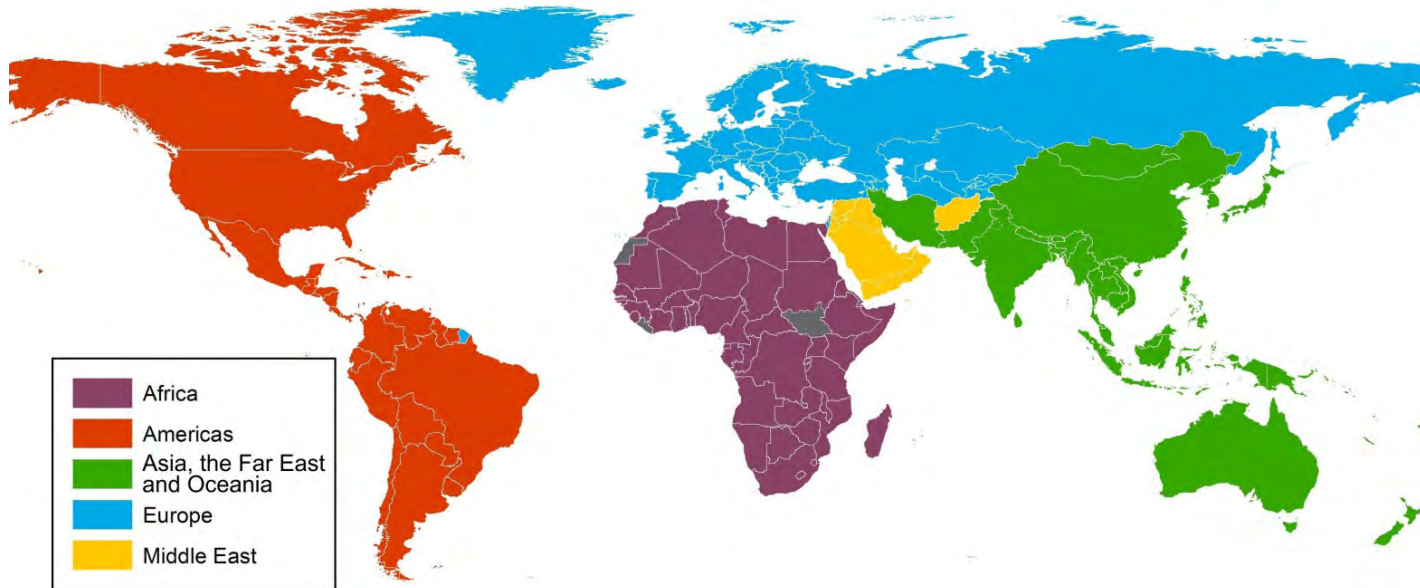 Africa
Americas
Asia, the Far East
and Oceania
Europe
Middle East